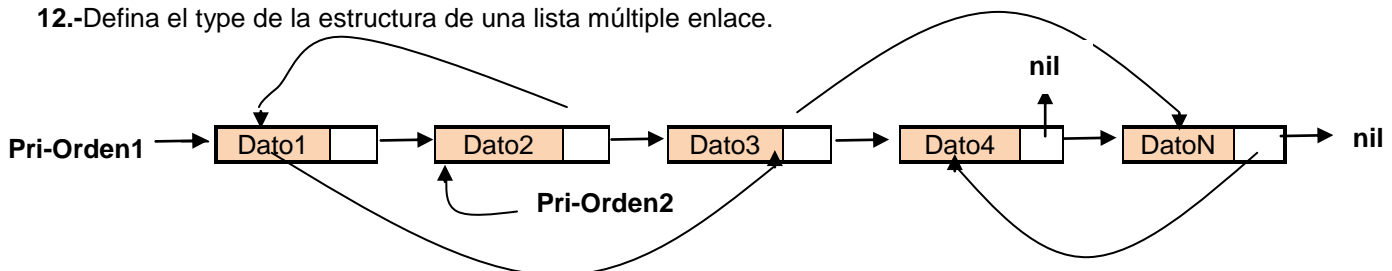 12.-Defina el type de la estructura de una lista múltiple enlace.
nil
Pri-Orden1 Dato1 Dato2 Dato3 Dato4 DatoN nil
Pri-Orden2